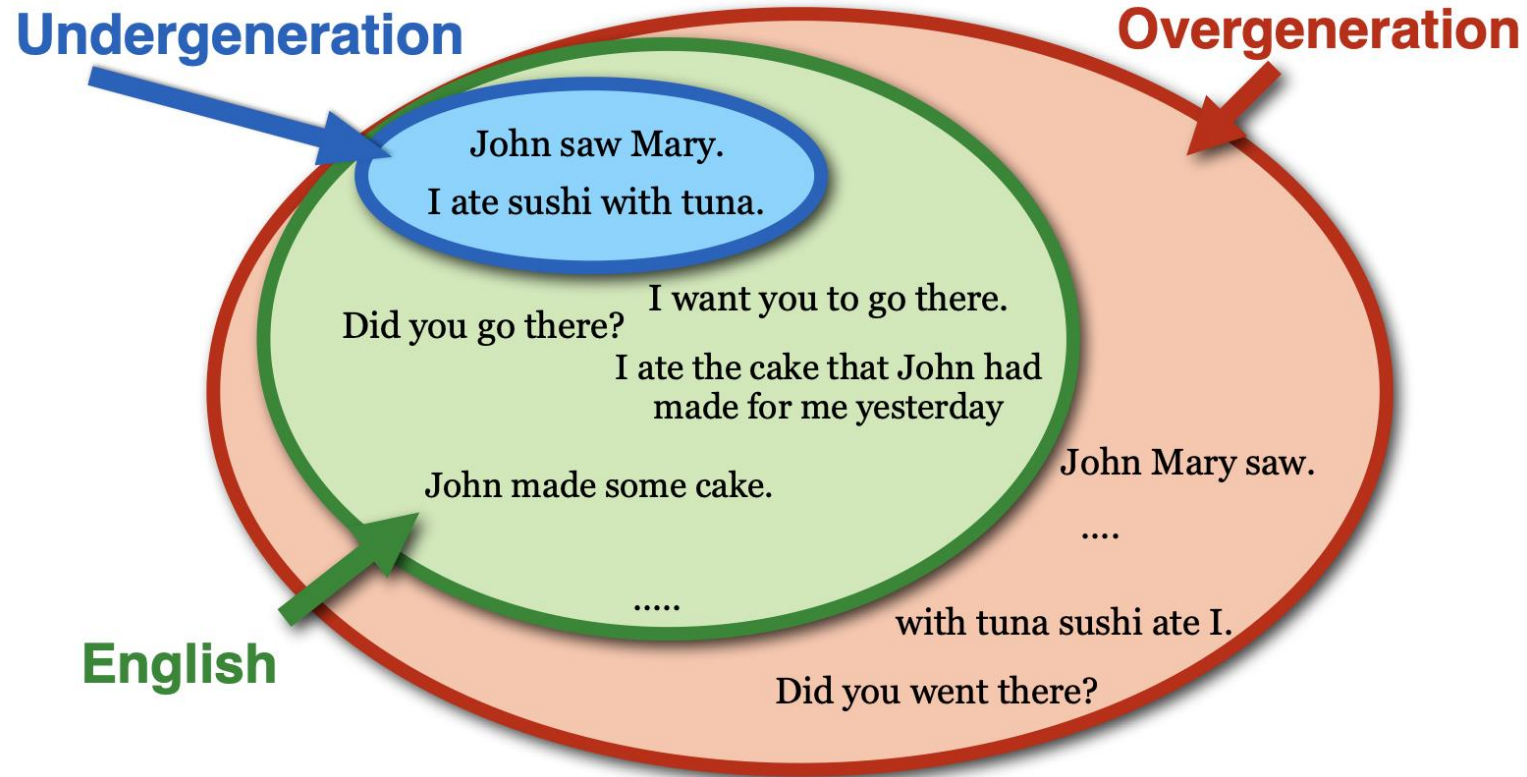 Undergeneration
Overgeneration
John saw Mary.
I ate sushi with tuna.
I want you to go there.
Did you go there?
I ate the cake that John had
made for me yesterday
John Mary saw.
John made some cake.
....
.....
with tuna sushi ate I.
English
Did you went there?